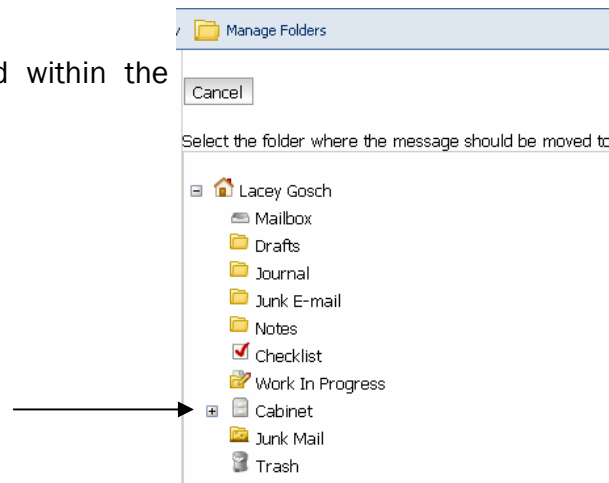 Manage Folders
d within the
Cancel
Select the folder where the message should be moved to
Lacey Gosch
Mailbox
Drafts
Journal
Junk E-mail
Notes
Checklist
Work In Progress
Cabinet
Junk Mail
Trash